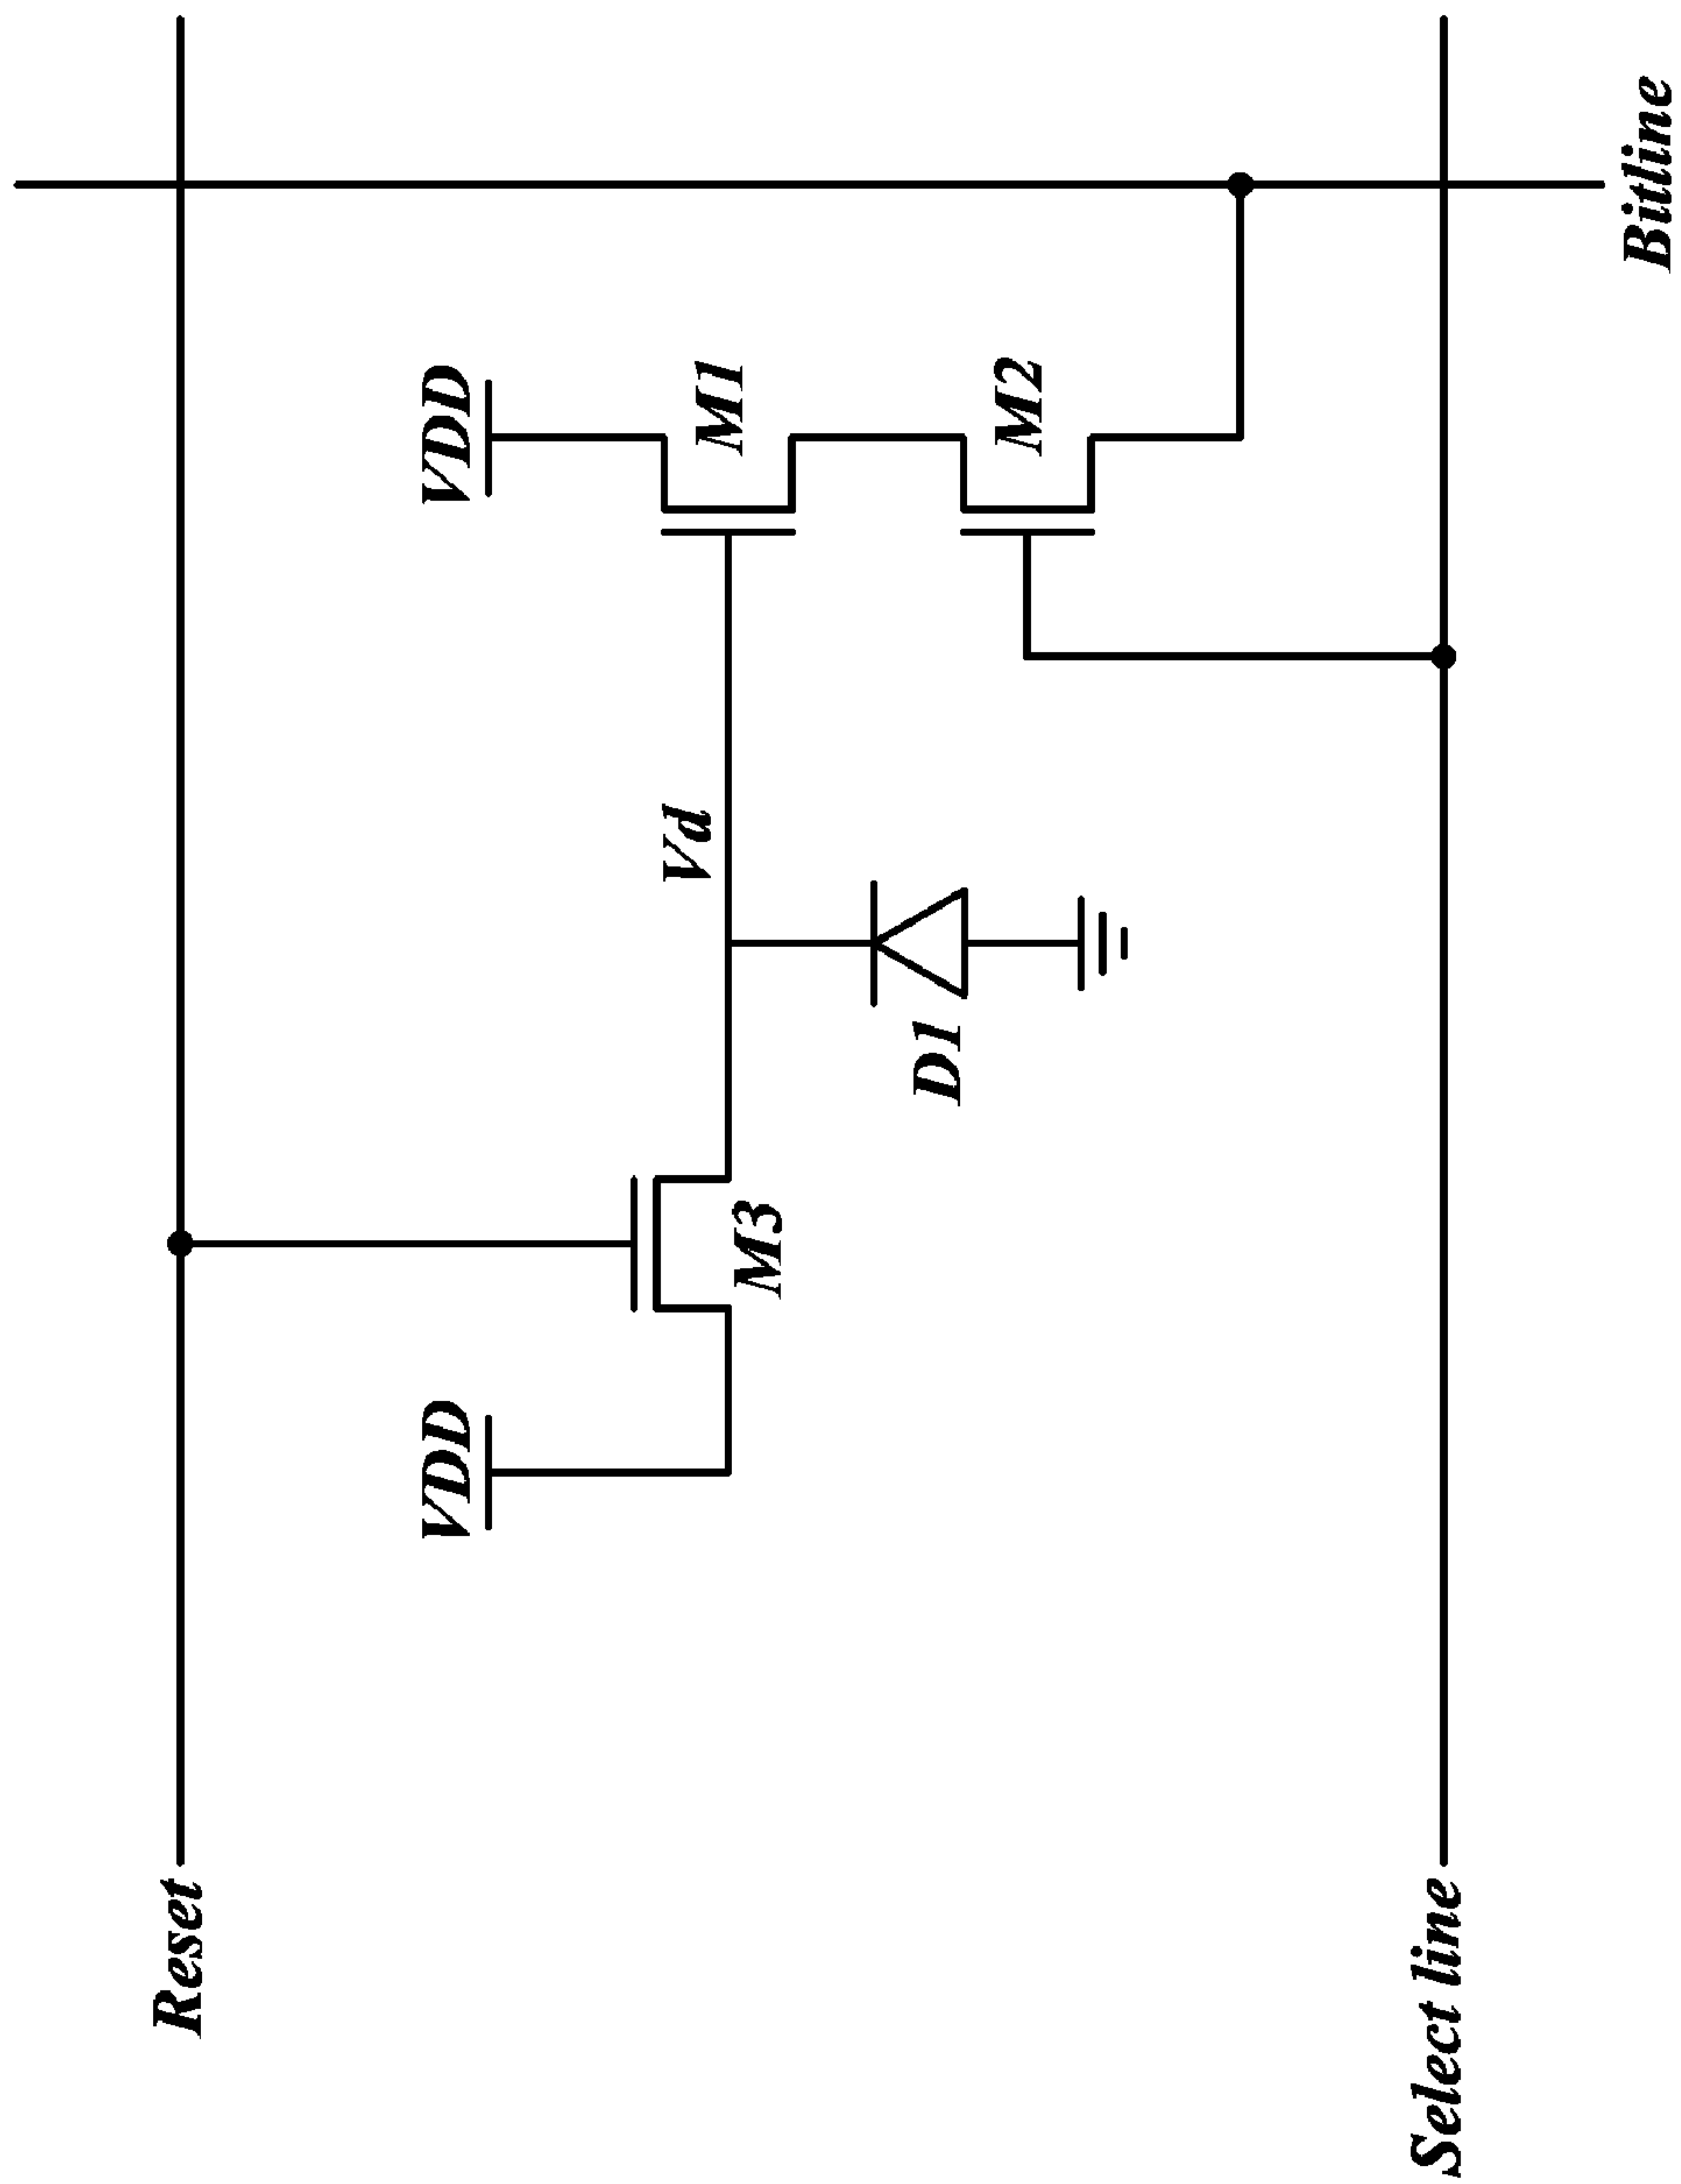 Reset
VDD
VDD
Vd
M1
M3
D1
M2
Select line
Bitline